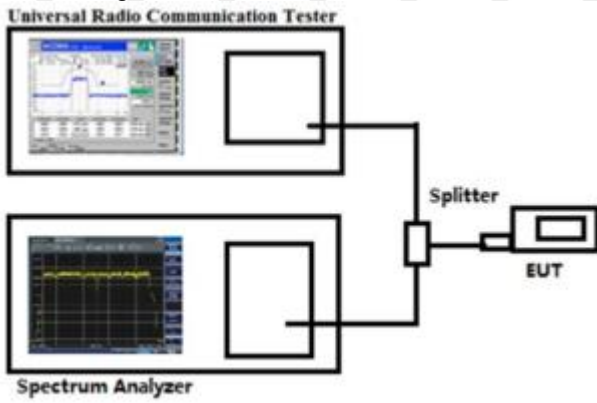 Universal Radio Communication Tester
Splitter
EUT
Spectrum Analyzer